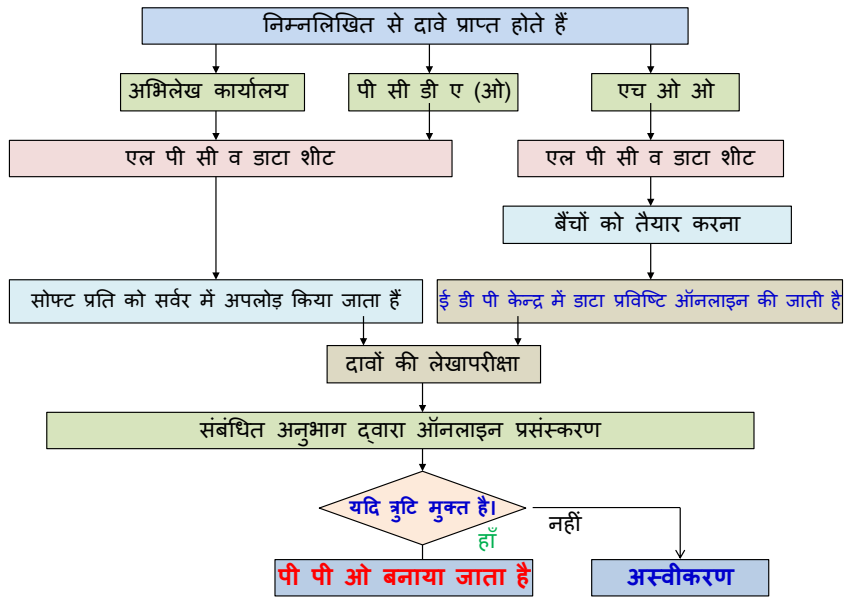 निम्नलिखित से दावे प्राप्त होते हैं
अभिलेख कार्यालय
पी सी डी ए (ओ)
एच ओ ओ
एल पी सी व डाटा शीट
एल पी सी व डाटा शीट
बैंचों को तैयार करना
सोफ्ट प्रति को सर्वर में अपलोड़ किया जाता हैं
ई डी पी केन्द्र में डाटा प्रविष्टि ऑनलाइन की जाती है
दावों की लेखापरीक्षा
संबंधित अनुभाग द्वारा ऑनलाइन प्रसंस्करण
यदि त्रुटि मुक्त है।
नहीं
हाँ
पी पी ओ बनाया जाता है
अस्वीकरण